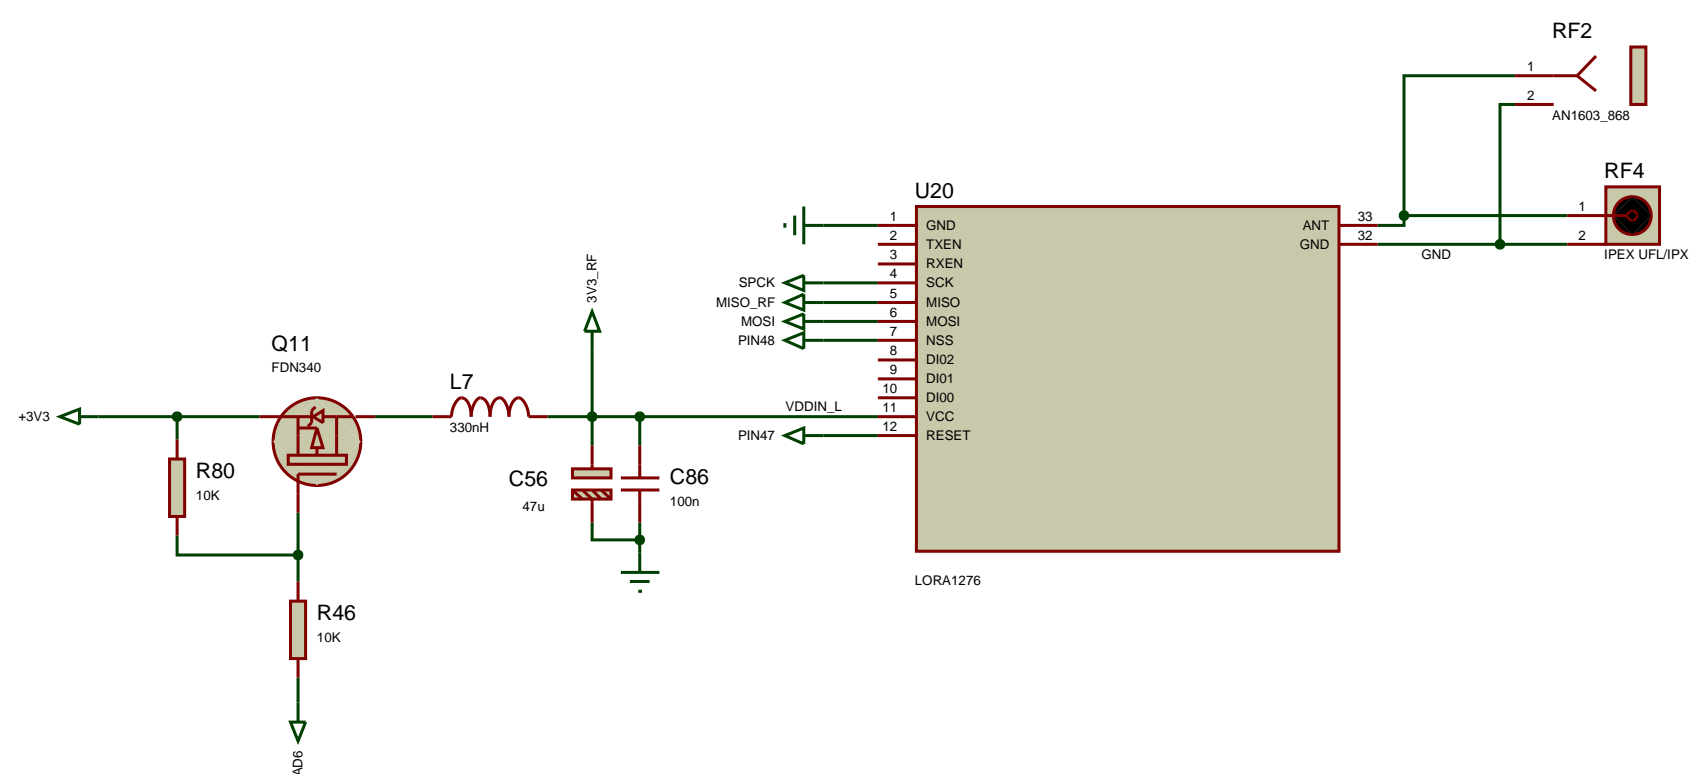 RF2
1
2
AN1603_868
RF4
1
2
IPEX UFL/IPX
U20
1 GND
2 TXEN
3 RXEN
SPCK 4 SCK
MISO_RF 5 MISO
MOSI 6 MOSI
PIN48 7 NSS
8 DI02
9 DI01
10 DI00
VDDIN_L 11 VCC
PIN47 12 RESET
ANT 33
GND 32
GND
LORA1276
3V3_RF
Q11
FDN340
+3V3
L7
330nH
R80
10K
C56
47u
C86
100n
R46
10K
AD6